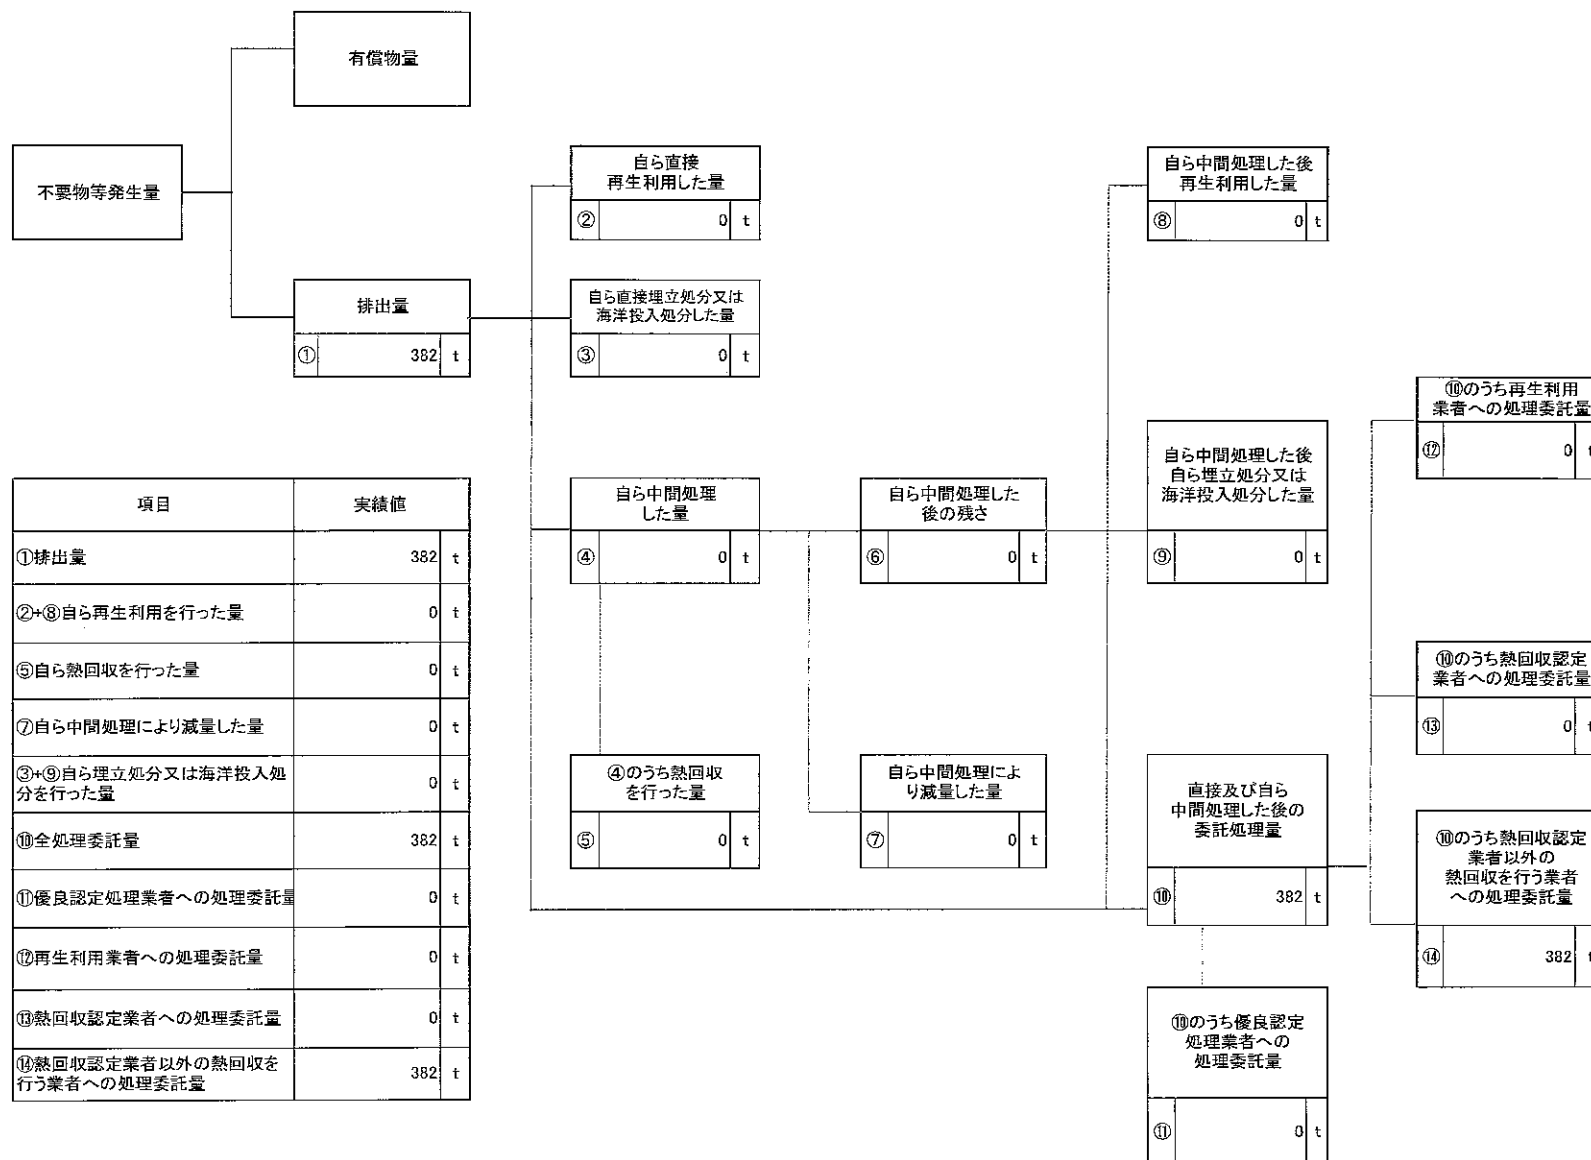 有償物量
不要物等発生量
自ら直接
再生利用した量
② 0 t
自ら中間処理した後
再生利用した量
⑧ 0 t
排出量
① 382 t
自ら直接埋立処分又は
海洋投入処分した量
③ 0 t
⑩のうち再生利用
業者への処理委託量
⑫ 0 t
自ら中間処理
した量
④ 0 t
自ら中間処理した
後の残さ
⑥ 0 t
自ら中間処理した後
自ら埋立処分又は
海洋投入処分した量
⑨ 0 t
⑩のうち熱回収認定
業者への処理委託量
⑬ 0 t
④のうち熱回収
を行った量
⑤ 0 t
自ら中間処理によ
り減量した量
⑦ 0 t
直接及び自ら
中間処理した後の
委託処理量
⑩ 382 t
⑩のうち熱回収認定
業者以外の
熱回収を行う業者
への処理委託量
⑭ 382 t
⑩のうち優良認定
処理業者への
処理委託量
⑪ 0 t
項目 実績値
①排出量 382 t
②+⑧自ら再生利用を行った量 0 t
⑤自ら熱回収を行った量 0 t
⑦自ら中間処理により減量した量 0 t
③+⑨自ら埋立処分又は海洋投入処
分を行った量 0 t
⑩全処理委託量 382 t
⑪優良認定処理業者への処理委託量 0 t
⑫再生利用業者への処理委託量 0 t
⑬熱回収認定業者への処理委託量 0 t
⑭熱回収認定業者以外の熱回収を
行う業者への処理委託量 382 t